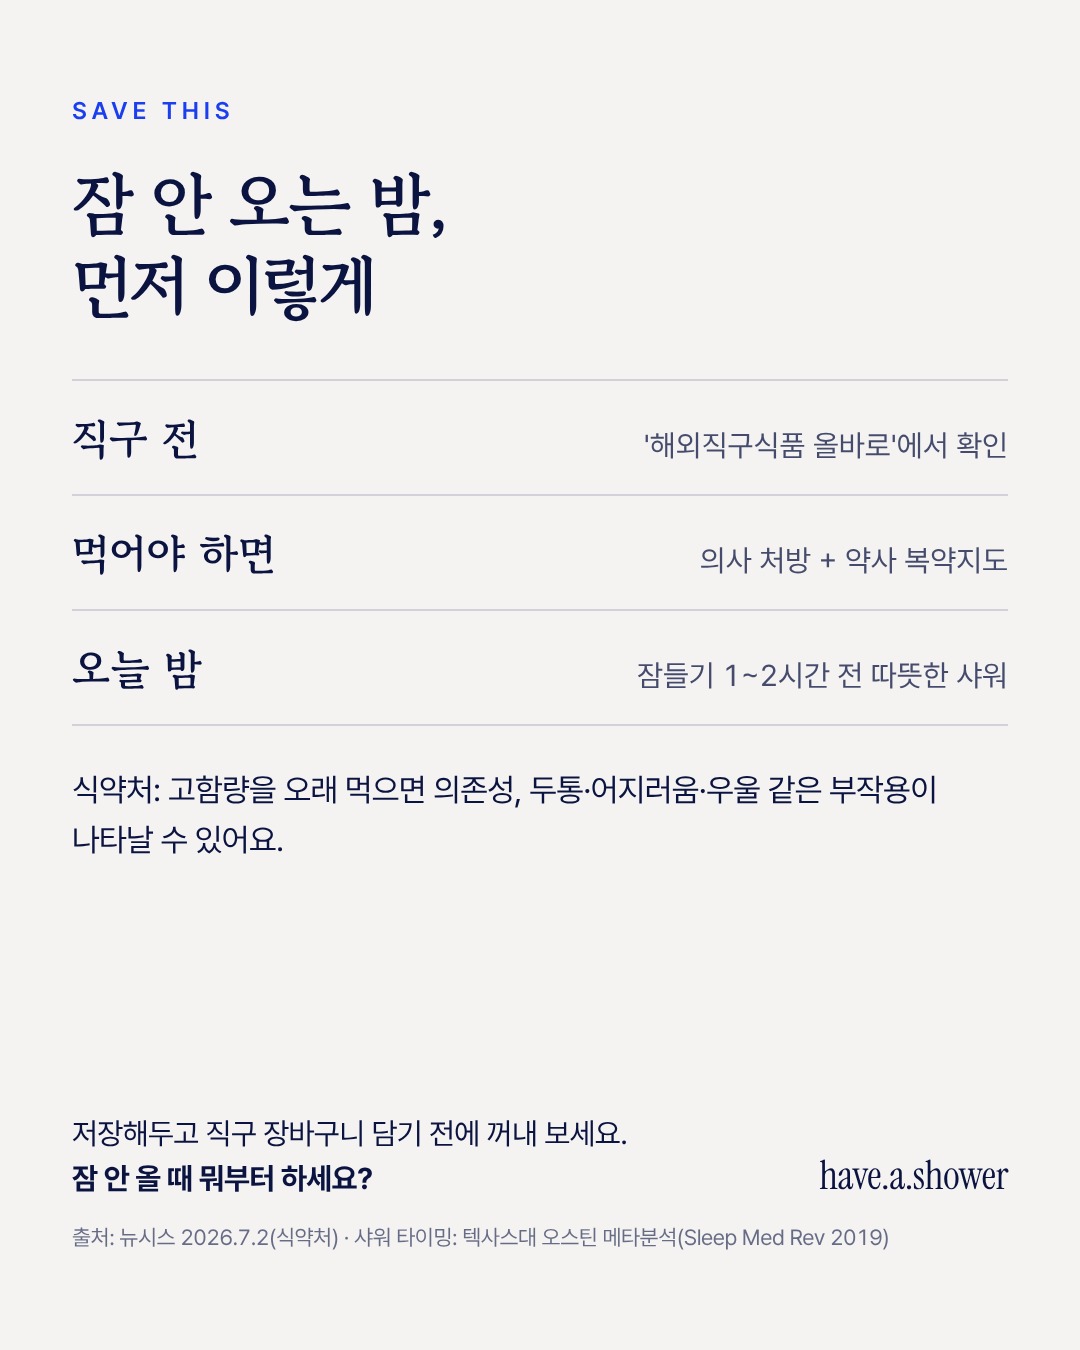 SAVE THIS
잠 안 오는 밤,
먼저 이렇게
직구 전
'해외직구식품 올바로'에서 확인
먹어야 하면
의사 처방 + 약사 복약지도
오늘 밤
잠들기 1~2시간 전 따뜻한 샤워
식약처: 고함량을 오래 먹으면 의존성, 두통·어지러움·우울 같은 부작용이
나타날 수 있어요.
저장해두고 직구 장바구니 담기 전에 꺼내 보세요.
잠 안 올 때 뭐부터 하세요?
have.a.shower
출처: 뉴시스 2026.7.2(식약처) · 샤워 타이밍: 텍사스대 오스틴 메타분석(Sleep Med Rev 2019)